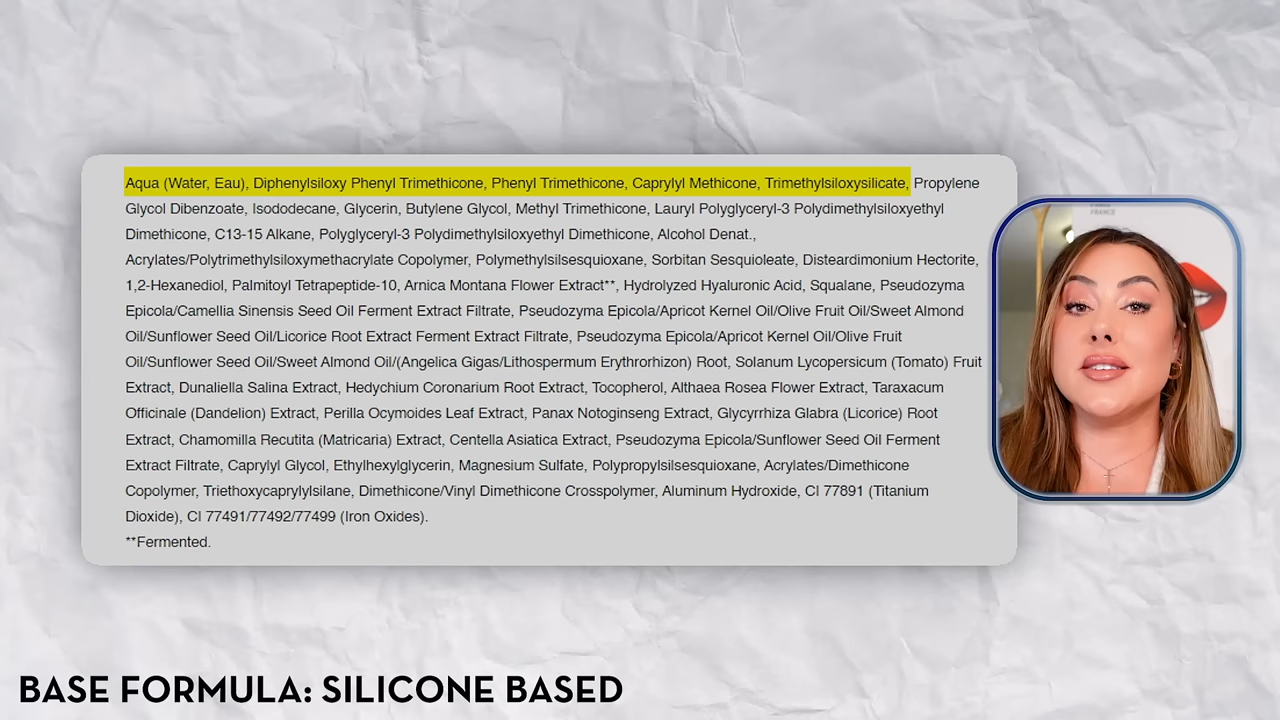 Aqua (Water, Eau), Diphenylsiloxy Phenyl Trimethicone, Phenyl Trimethicone, Caprylyl Methicone, Trimethylsiloxysilicate, Propylene
Glycol Dibenzoate, Isododecane, Glycerin, Butylene Glycol, Methyl Trimethicone, Lauryl Polyglyceryl-3 Polydimethylsiloxyethyl
Dimethicone, C13-15 Alkane, Polyglyceryl-3 Polydimethylsiloxyethyl Dimethicone, Alcohol Denat.,
Acrylates/Polytrimethylsiloxymethacrylate Copolymer, Polymethylsilsesquioxane, Sorbitan Sesquioleate, Disteardimonium Hectorite,
1,2-Hexanediol, Palmitoyl Tetrapeptide-10, Arnica Montana Flower Extract**, Hydrolyzed Hyaluronic Acid, Squalane, Pseudozyma
Epicola/Camellia Sinensis Seed Oil Ferment Extract Filtrate, Pseudozyma Epicola/Apricot Kernel Oil/Olive Fruit Oil/Sweet Almond
Oil/Sunflower Seed Oil/Licorice Root Extract Ferment Extract Filtrate, Pseudozyma Epicola/Apricot Kernel Oil/Olive Fruit
Oil/Sunflower Seed Oil/Sweet Almond Oil/(Angelica Gigas/Lithospermum Erythrorhizon) Root, Solanum Lycopersicum (Tomato) Fruit
Extract, Dunaliella Salina Extract, Hedychium Coronarium Root Extract, Tocopherol, Althaea Rosea Flower Extract, Taraxacum
Officinale (Dandelion) Extract, Perilla Ocymoides Leaf Extract, Panax Notoginseng Extract, Glycyrrhiza Glabra (Licorice) Root
Extract, Chamomilla Recutita (Matricaria) Extract, Centella Asiatica Extract, Pseudozyma Epicola/Sunflower Seed Oil Ferment
Extract Filtrate, Caprylyl Glycol, Ethylhexylglycerin, Magnesium Sulfate, Polypropylsilsesquioxane, Acrylates/Dimethicone
Copolymer, Triethoxycaprylylsilane, Dimethicone/Vinyl Dimethicone Crosspolymer, Aluminum Hydroxide, CI 77891 (Titanium
Dioxide), CI 77491/77492/77499 (Iron Oxides).
**Fermented.
FRANCE
BASE FORMULA: SILICONE BASED